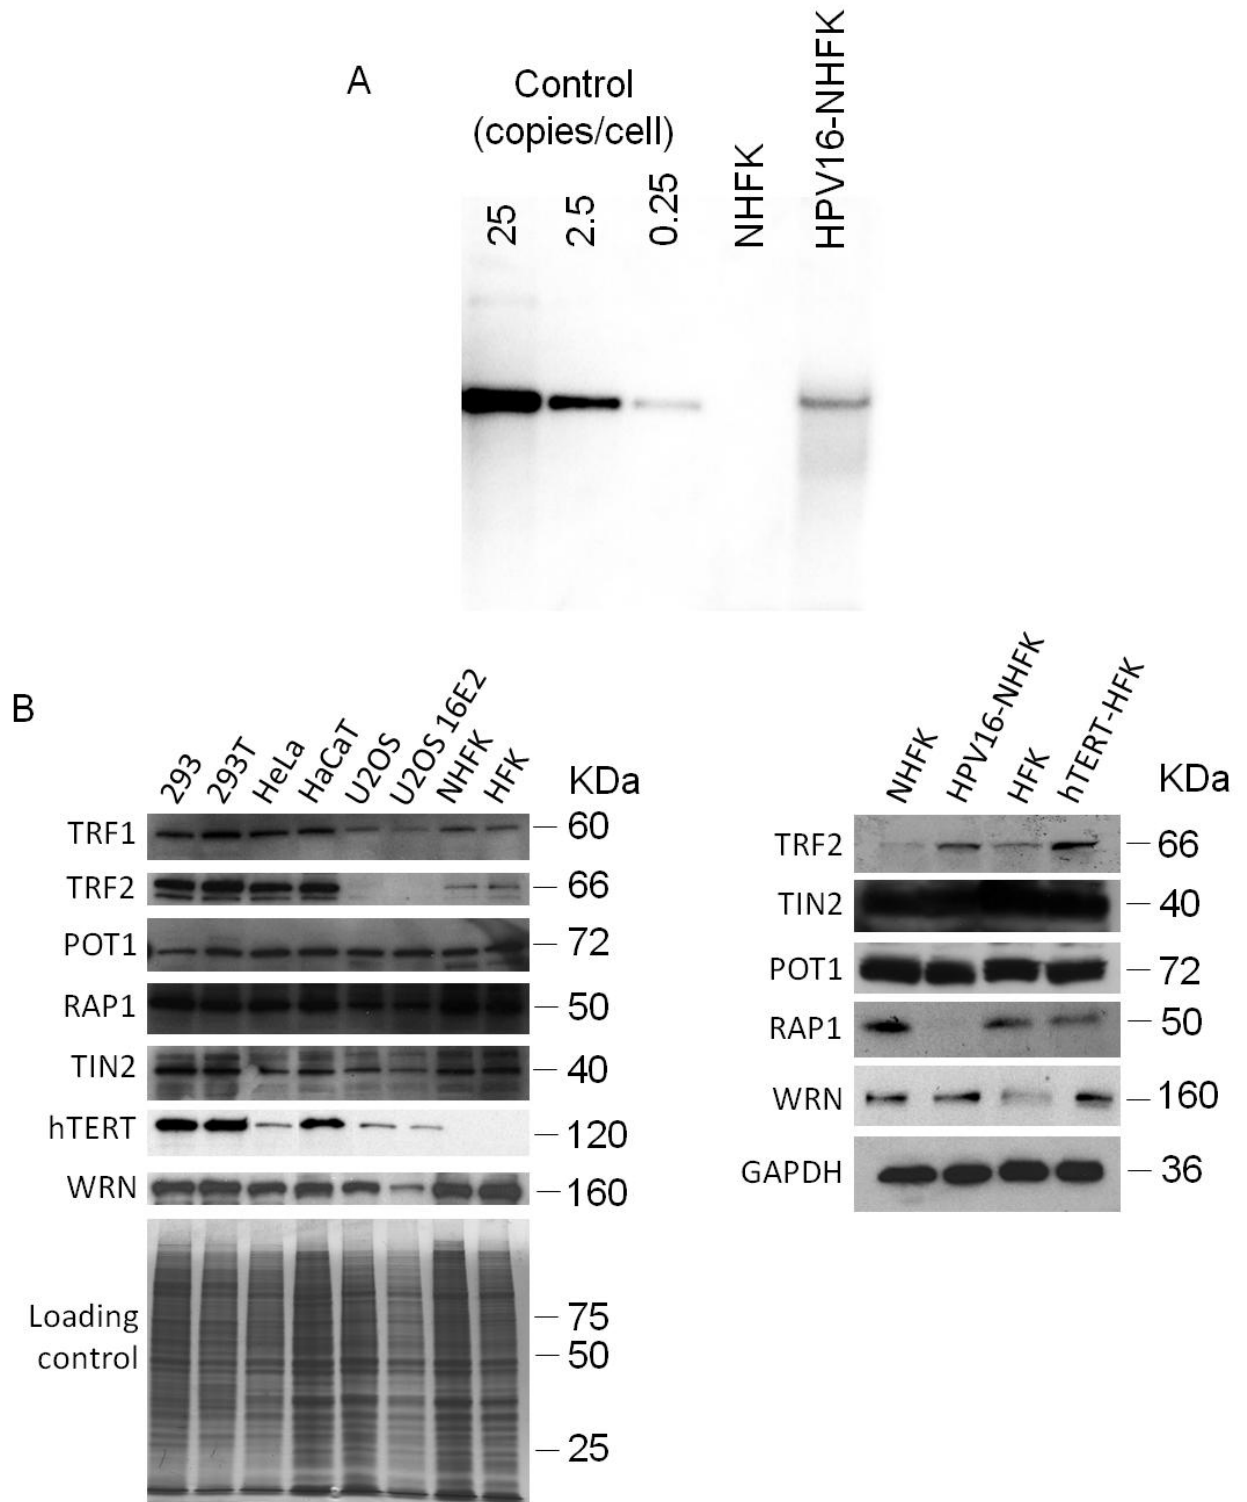 A
Control
(copies/cell)
25
2.5
0.25
NHFK
HPV16-NHFK
B
293
293T
HeLa
HaCaT
U2OS
U2OS 16E2
NHFK
HFK
KDa
TRF1
60
TRF2
66
POT1
72
RAP1
50
TIN2
40
hTERT
120
WRN
160
Loading
control
75
50
25
NHFK
HPV16-NHFK
HFK
hTERT-HFK
KDa
TRF2
66
TIN2
40
POT1
72
RAP1
50
WRN
160
GAPDH
36